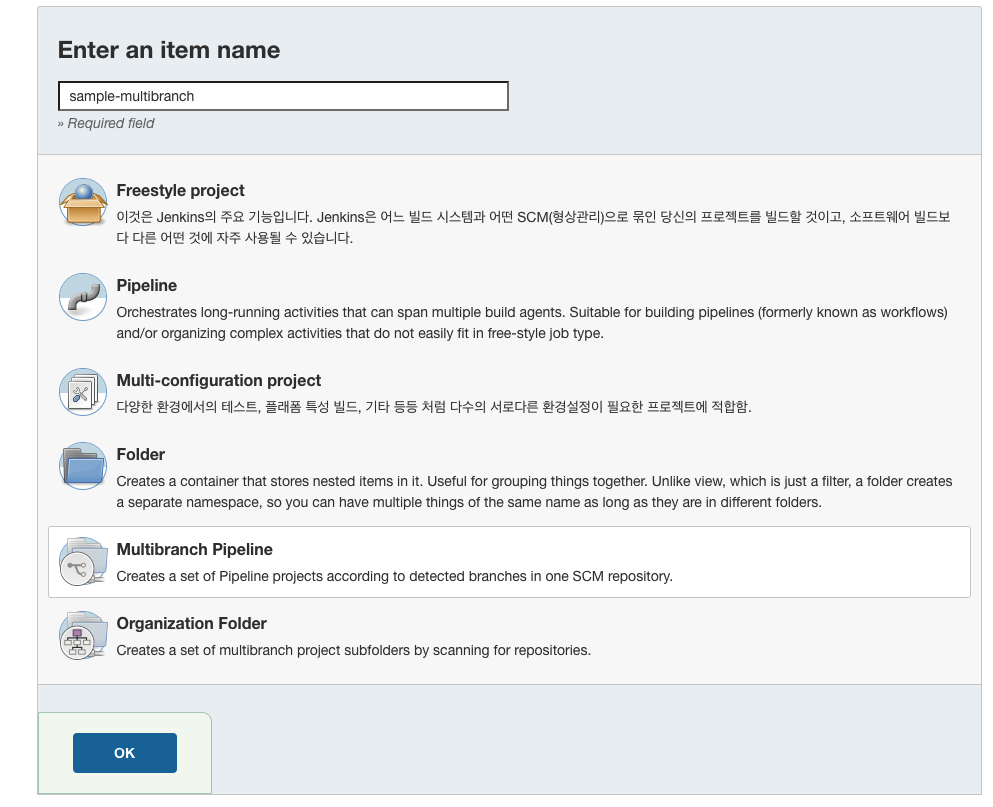 Enter an item name
sample-multibranch
» Required field
Freestyle project
이것은 Jenkins의 주요 기능입니다. Jenkins은 어느 빌드 시스템과 어떤 SCM(형상관리)으로 묶인 당신의 프로젝트를 빌드할 것이고, 소프트웨어 빌드보
다 다른 어떤 것에 자주 사용될 수 있습니다.
Pipeline
Orchestrates long-running activities that can span multiple build agents. Suitable for building pipelines (formerly known as workflows)
and/or organizing complex activities that do not easily fit in free-style job type.
Multi-configuration project
다양한 환경에서의 테스트, 플래폼 특성 빌드, 기타 등등 처럼 다수의 서로다른 환경설정이 필요한 프로젝트에 적합함.
Folder
Creates a container that stores nested items in it. Useful for grouping things together. Unlike view, which is just a filter, a folder creates
a separate namespace, so you can have multiple things of the same name as long as they are in different folders.
Multibranch Pipeline
Creates a set of Pipeline projects according to detected branches in one SCM repository.
Organization Folder
Creates a set of multibranch project subfolders by scanning for repositories.
OK